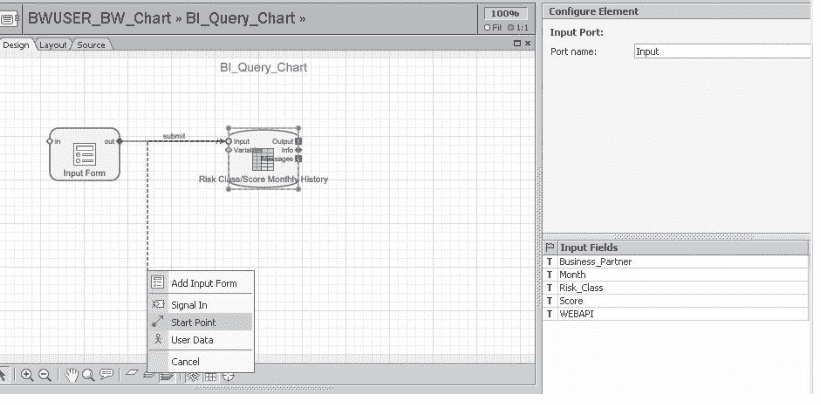 BWUSER_BW_Chart » BI_Query_Chart »
100%
Fit 1:1
Design Layout Source
BI_Query_Chart
in out
Input Form
submit
Input Output
Variables Info
Messages
Risk Class/Score Monthly History
Add Input Form
Signal In
Start Point
User Data
Cancel
Configure Element
Input Port:
Port name: Input
Input Fields
T Business_Partner
T Month
T Risk_Class
T Score
T WEBAPI